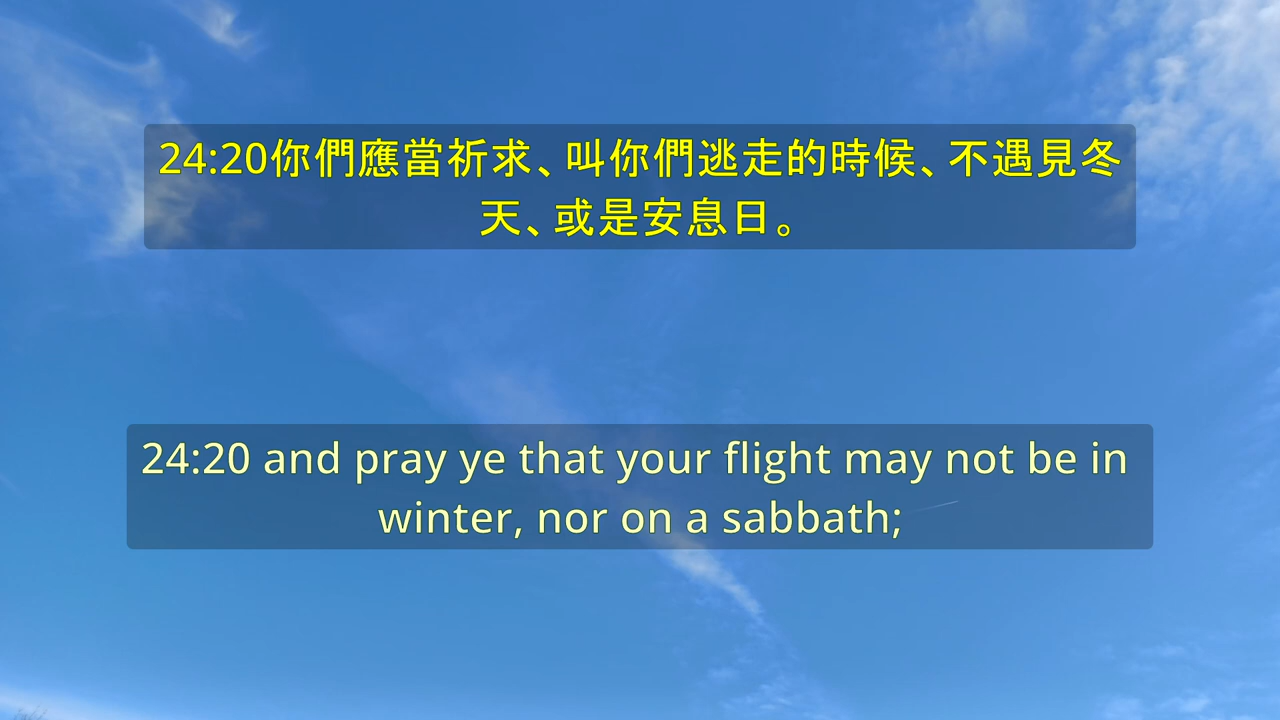 24:20你們應當祈求、叫你們逃走的時候、不遇見冬
天、或是安息日。
24:20 and pray ye that your flight may not be in
winter, nor on a sabbath;